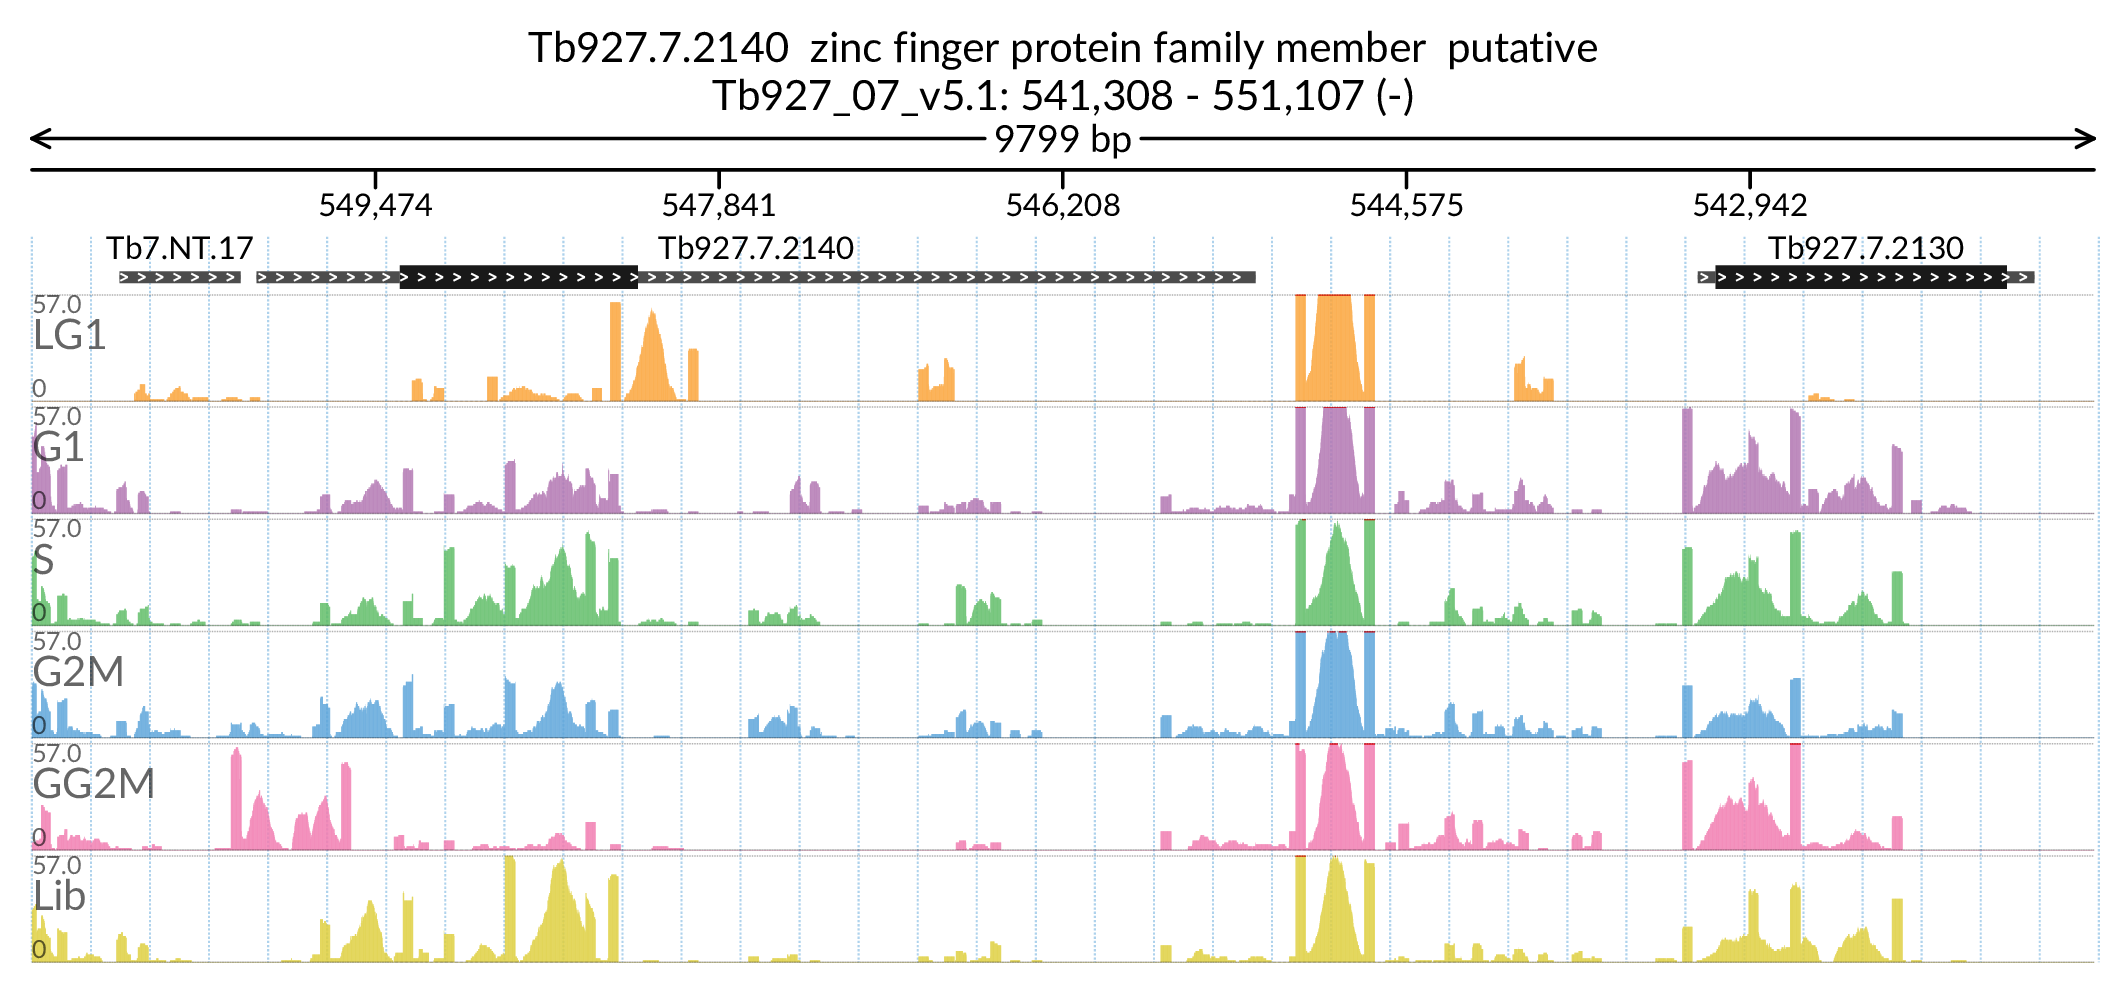 Tb927.7.2140 zinc finger protein family member putative
Tb927_07_v5.1: 541,308 - 551,107 (-)
9799 bp
549,474 547,841 546,208 544,575 542,942
Tb7.NT.17 Tb927.7.2140 Tb927.7.2130
57.0
LG1
0
57.0
G1
0
57.0
S
0
57.0
G2M
0
57.0
GG2M
0
57.0
Lib
0